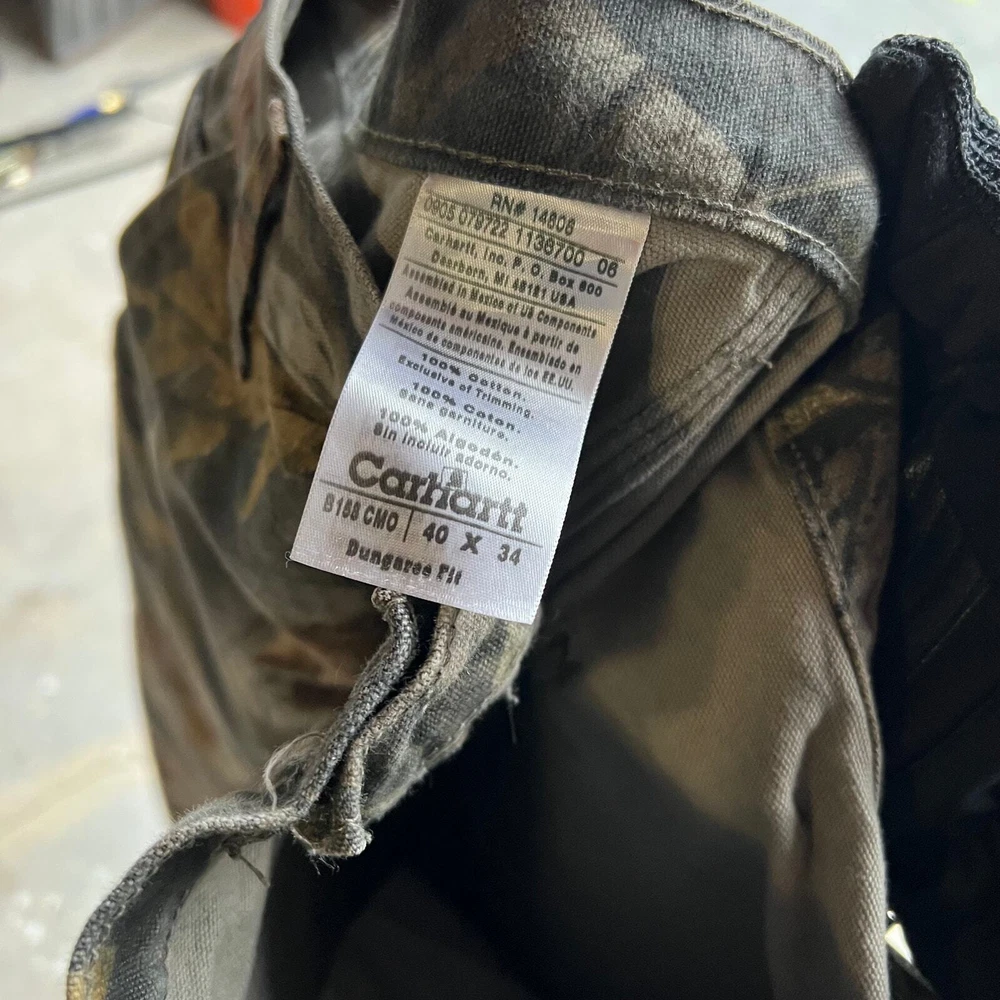 RN# 14806
0905 079722 1136700 06
Carhartt, Inc. P. O. Box 600
Dearborn, MI 48121 USA
Assembled in Mexico of US Components
Assemblé au Mexique à partir de
composants américains. Ensamblado en
México de componentes de los EE.UU.
100% Cotton.
Exclusive of Trimming.
100% Coton.
Sans garniture.
100% Algodón.
Sin incluir adorno.
Carhartt
B158 CMO | 40 X 34
Dungaree Fit